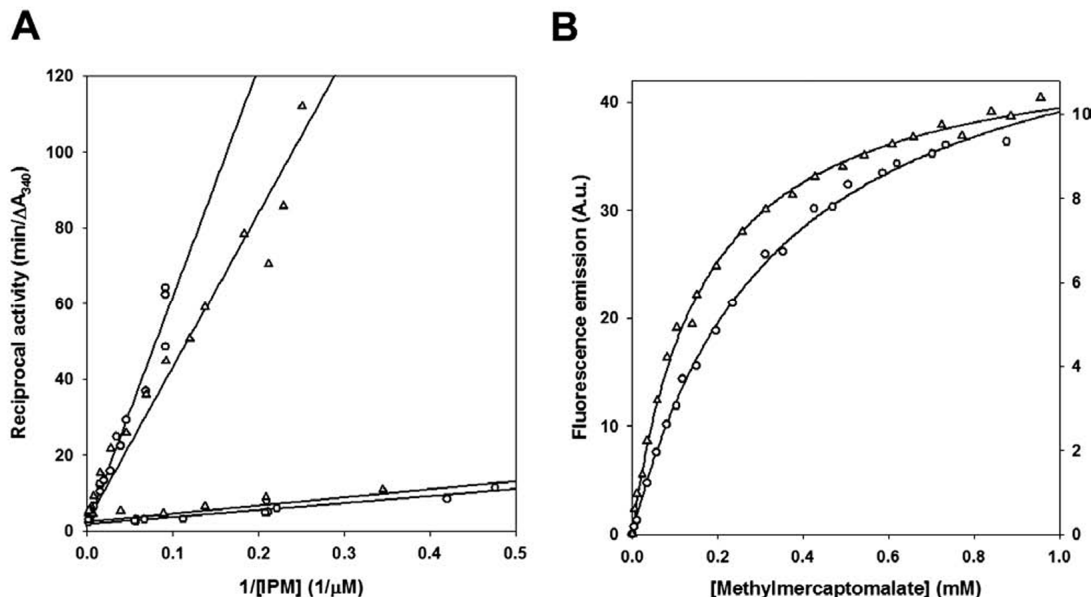 A
B
Reciprocal activity (min/ΔA340)
120
100
80
60
40
20
0
0.0 0.1 0.2 0.3 0.4 0.5
1/[IPM] (1/μM)
Fluorescence emission (A.u.)
40
30
20
10
0
10
8
6
4
2
0
0.0 0.2 0.4 0.6 0.8 1.0
[Methylmercaptomalate] (mM)